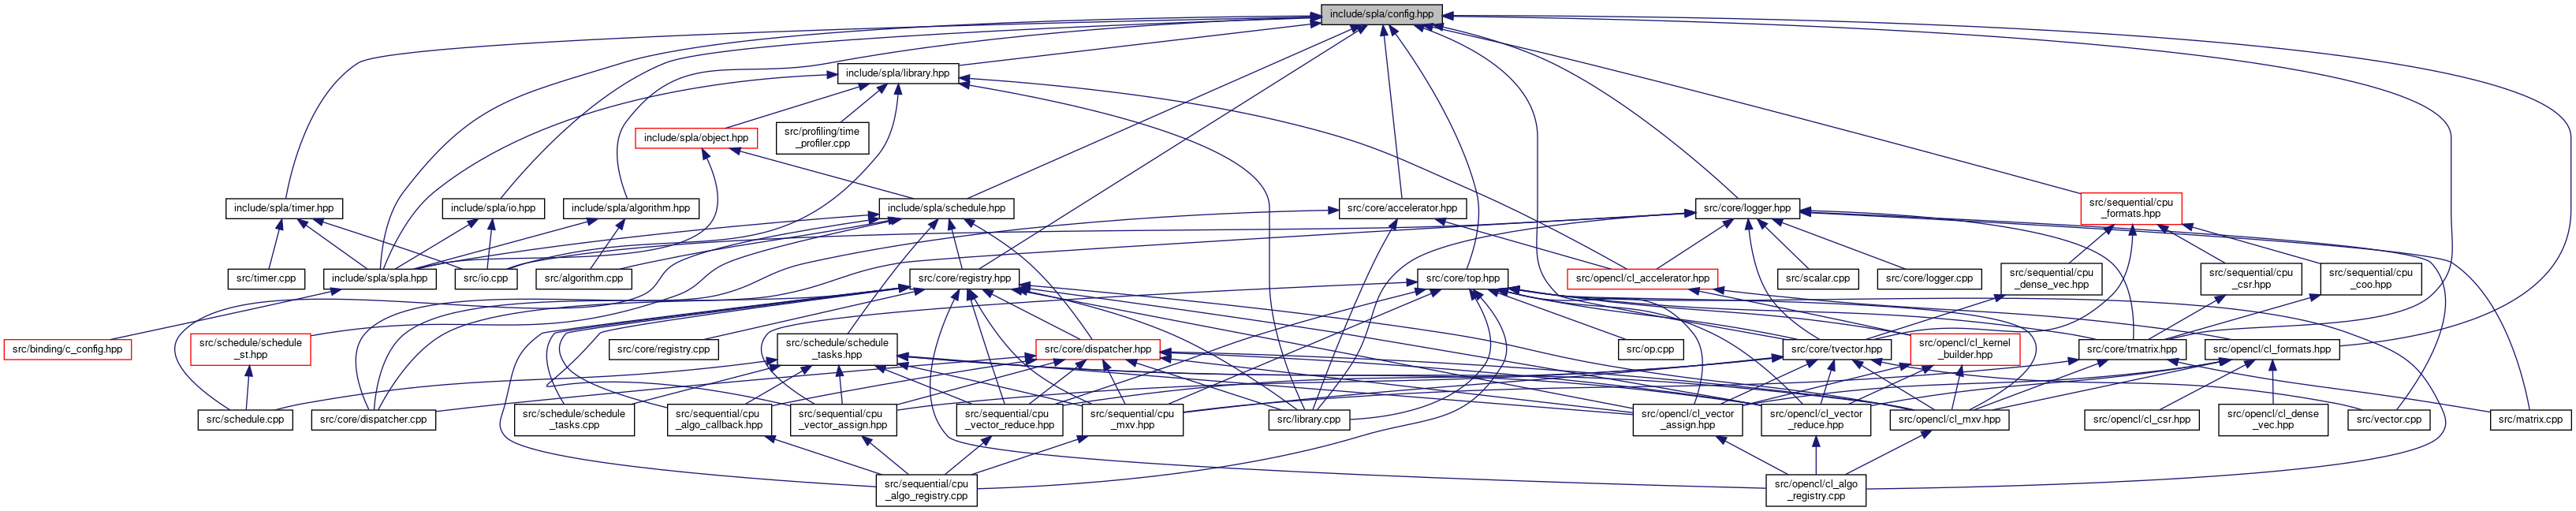 include/spla/config.hpp
include/spla/library.hpp
include/spla/object.hpp
src/profiling/time
_profiler.cpp
include/spla/timer.hpp
include/spla/io.hpp
include/spla/algorithm.hpp
include/spla/schedule.hpp
src/core/accelerator.hpp
src/core/logger.hpp
src/sequential/cpu
_formats.hpp
src/timer.cpp
include/spla/spla.hpp
src/io.cpp
src/algorithm.cpp
src/core/registry.hpp
src/core/top.hpp
src/opencl/cl_accelerator.hpp
src/scalar.cpp
src/core/logger.cpp
src/sequential/cpu
_dense_vec.hpp
src/sequential/cpu
_csr.hpp
src/sequential/cpu
_coo.hpp
src/binding/c_config.hpp
src/schedule/schedule
_st.hpp
src/core/registry.cpp
src/schedule/schedule
_tasks.hpp
src/core/dispatcher.hpp
src/op.cpp
src/core/tvector.hpp
src/opencl/cl_kernel
_builder.hpp
src/core/tmatrix.hpp
src/opencl/cl_formats.hpp
src/schedule.cpp
src/core/dispatcher.cpp
src/schedule/schedule
_tasks.cpp
src/sequential/cpu
_algo_callback.hpp
src/sequential/cpu
_vector_assign.hpp
src/sequential/cpu
_vector_reduce.hpp
src/sequential/cpu
_mxv.hpp
src/library.cpp
src/opencl/cl_vector
_assign.hpp
src/opencl/cl_vector
_reduce.hpp
src/opencl/cl_mxv.hpp
src/opencl/cl_csr.hpp
src/opencl/cl_dense
_vec.hpp
src/vector.cpp
src/matrix.cpp
src/sequential/cpu
_algo_registry.cpp
src/opencl/cl_algo
_registry.cpp